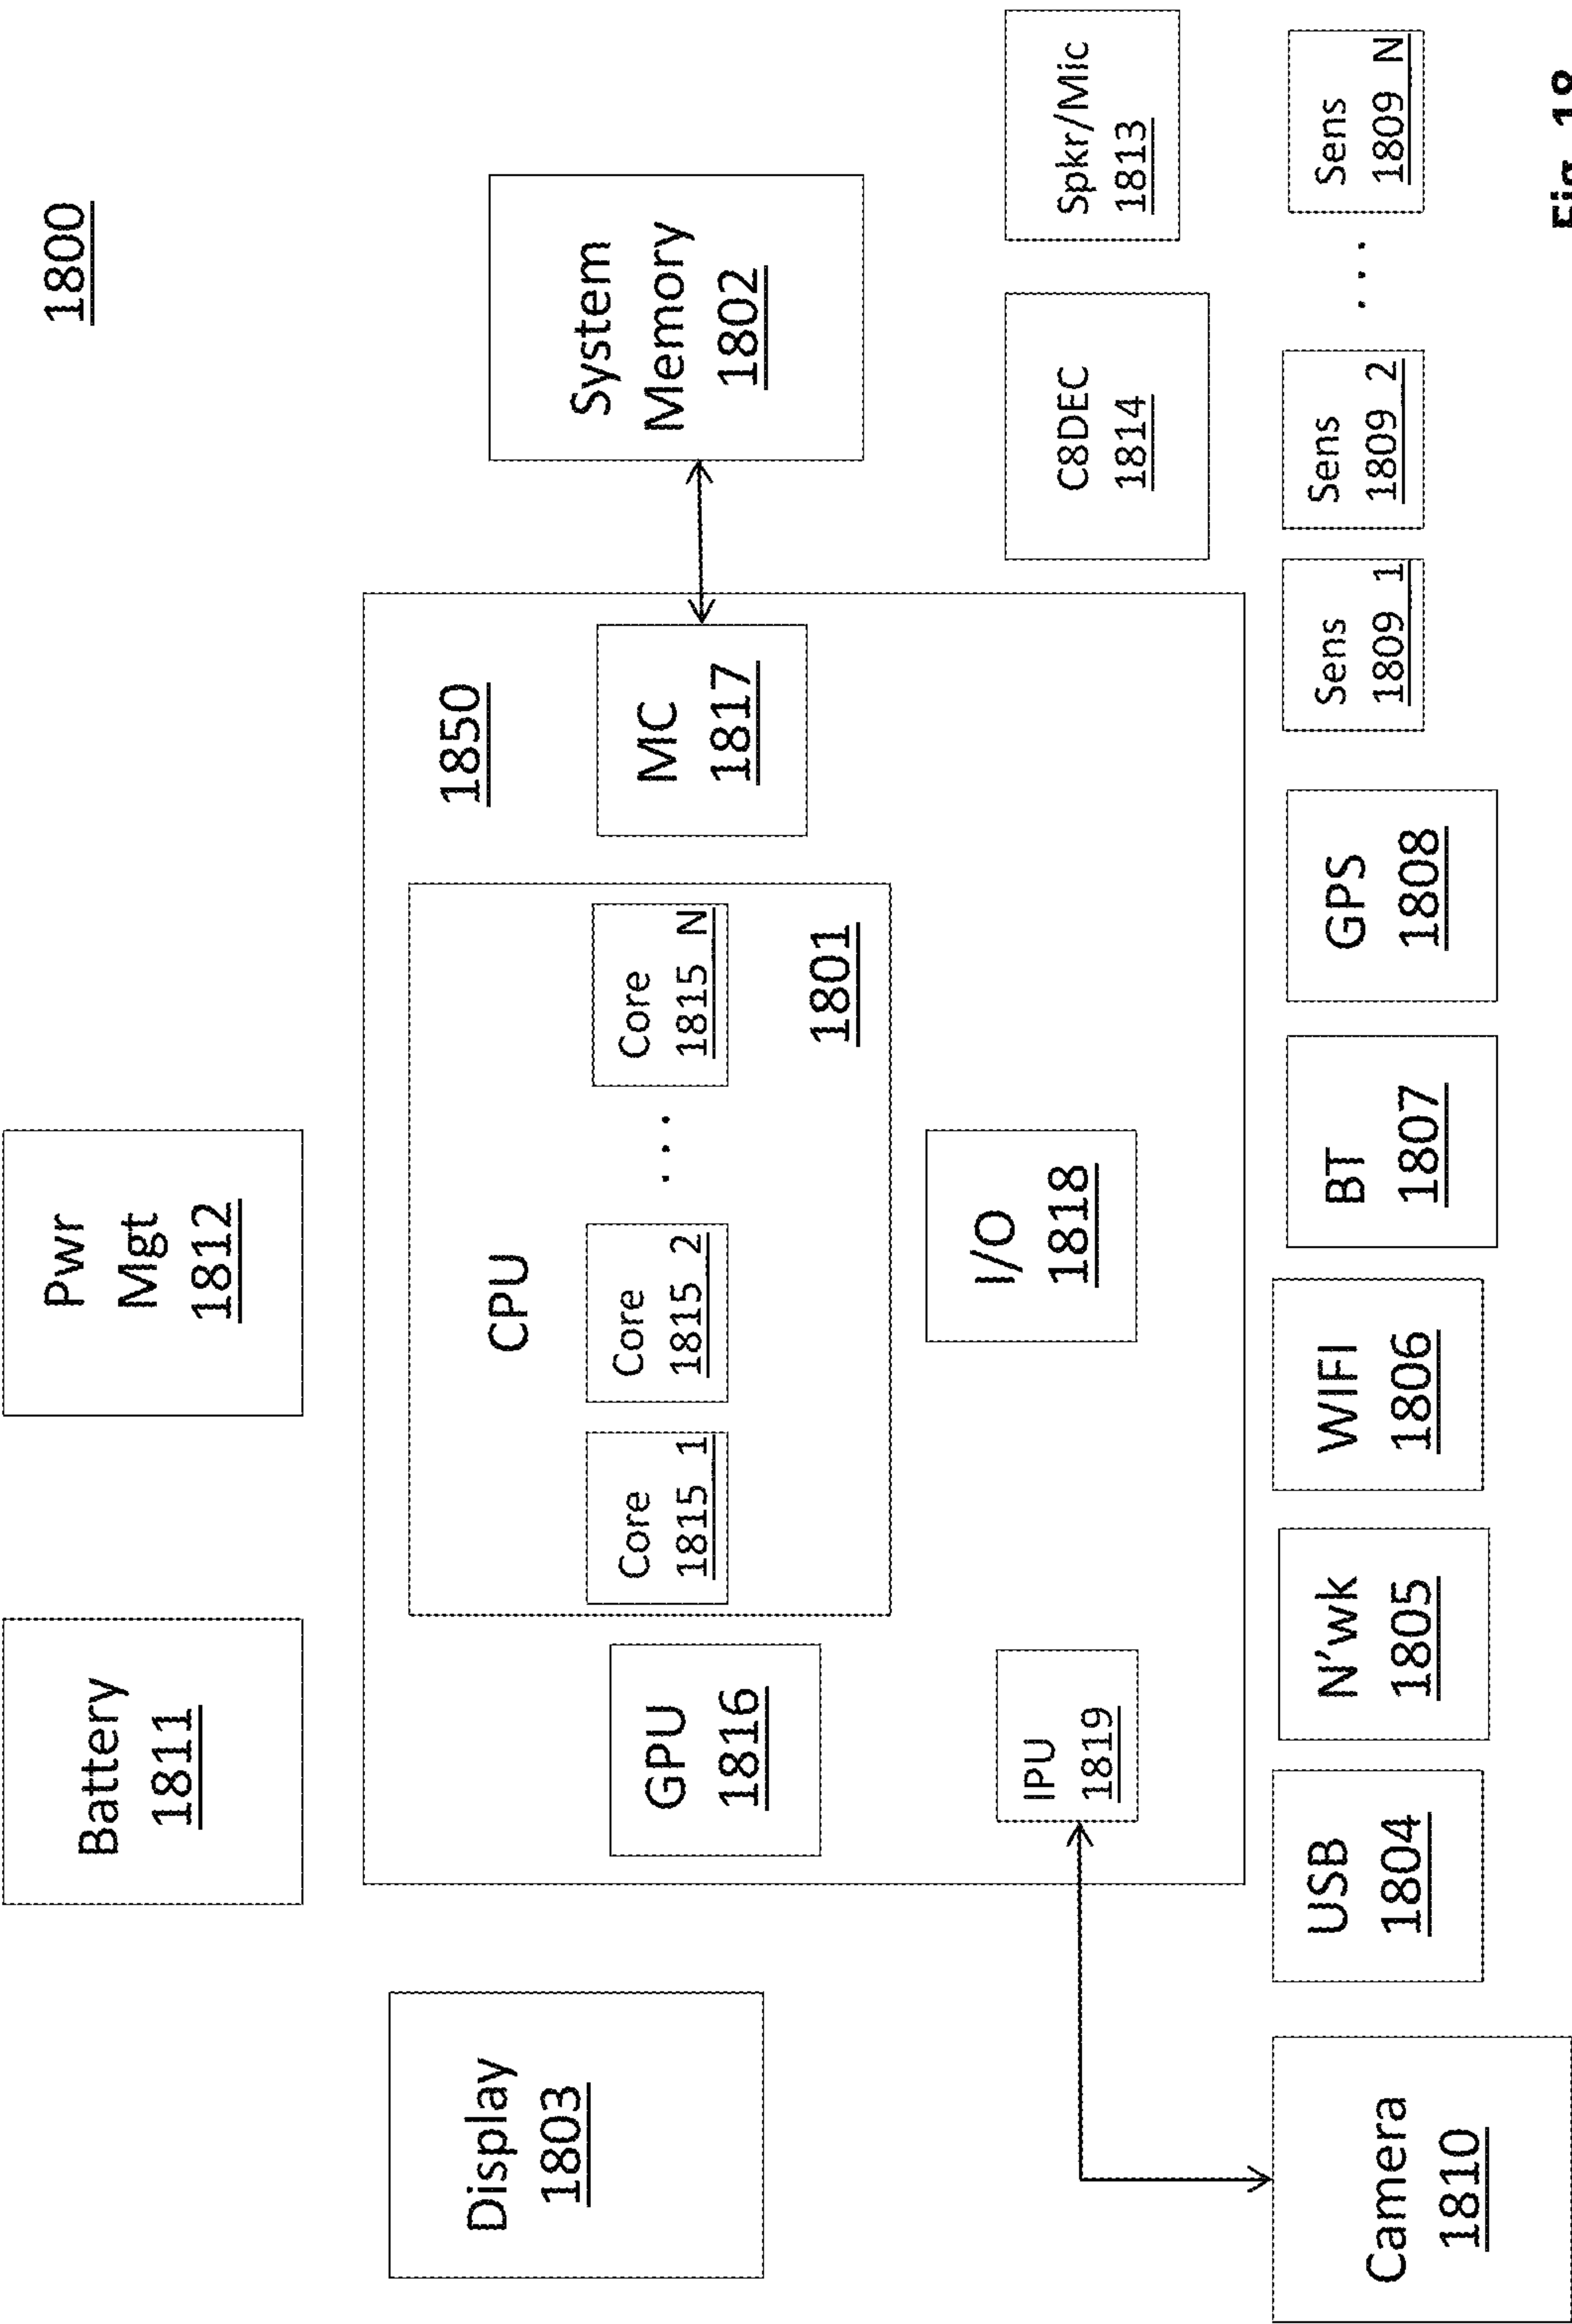 1800
Battery
1811
Pwr
Mgt
1812
Display
1803
1850
CPU
Core
1815_1
Core
1815_2
. . .
Core
1815_N
1801
GPU
1816
MC
1817
System
Memory
1802
IPU
1819
I/O
1818
C8DEC
1814
Spkr/Mic
1813
Camera
1810
USB
1804
N'wk
1805
WIFI
1806
BT
1807
GPS
1808
Sens
1809_1
Sens
1809_2
. . .
Sens
1809_N
Fig. 18